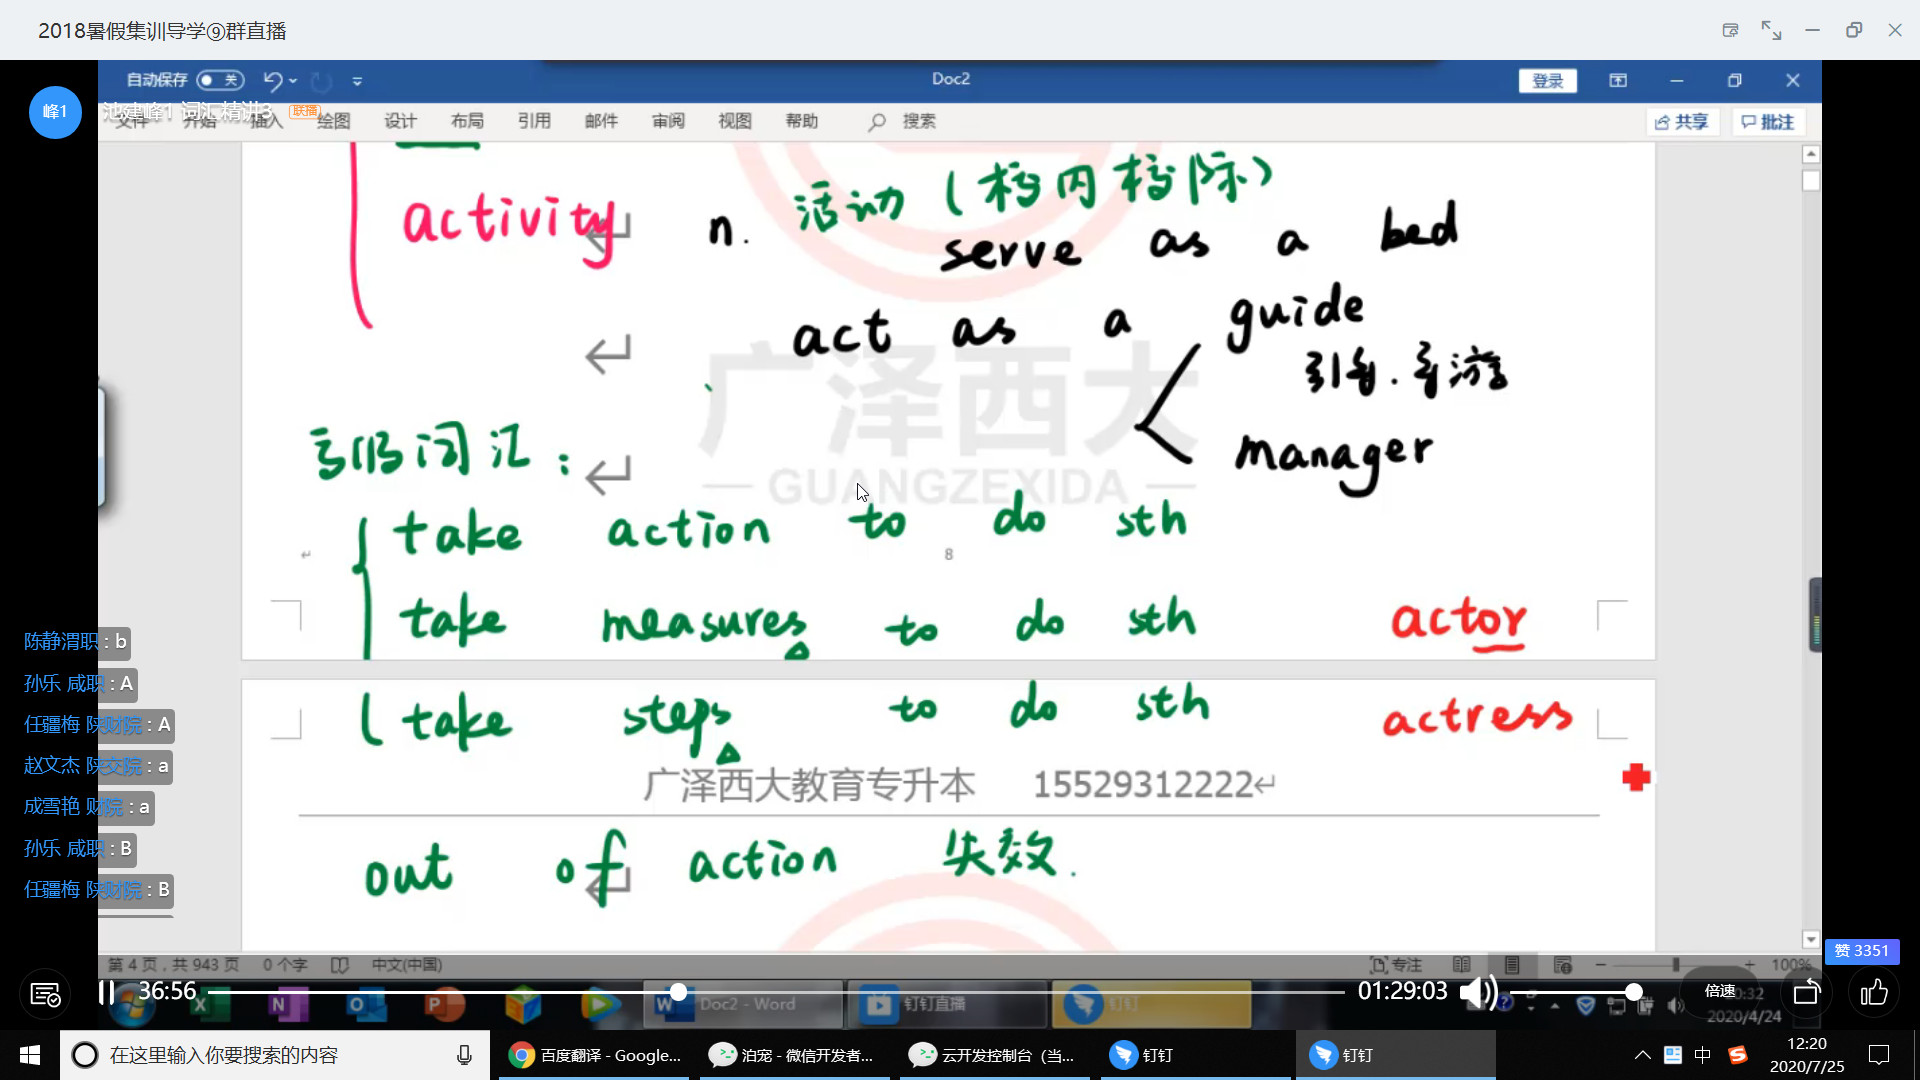 2018暑假集训导学⑨群直播
自动保存 关
Doc2
登录
峰1
池建峰1 词汇精讲3 联播
文件 开始 插入 绘图 设计 布局 引用 邮件 审阅 视图 帮助 搜索
共享 批注
activity n. 活动 (校内校际)
serve as a bed
act as a guide
引导.导游
manager
广泽西大
GUANGZEXIDA
高级词汇:
take action to do sth
8
take measures to do sth
actor
take steps to do sth
actress
广泽西大教育专升本 15529312222
out of action 失效.
陈静渭职 : b
孙乐 咸职 : A
任疆梅 陕财院 : A
赵文杰 陕交院 : a
成雪艳 财院 : a
孙乐 咸职 : B
任疆梅 陕财院 : B
赞 3351
第 4 页，共 943 页 0 个字 中文(中国)
专注 100%
36:56
01:29:03
倍速
Doc2 - Word
钉钉直播
钉钉
2020/4/24
在这里输入你要搜索的内容
百度翻译 - Google...
泊宠 - 微信开发者...
云开发控制台（当...
钉钉
钉钉
中
12:20
2020/7/25